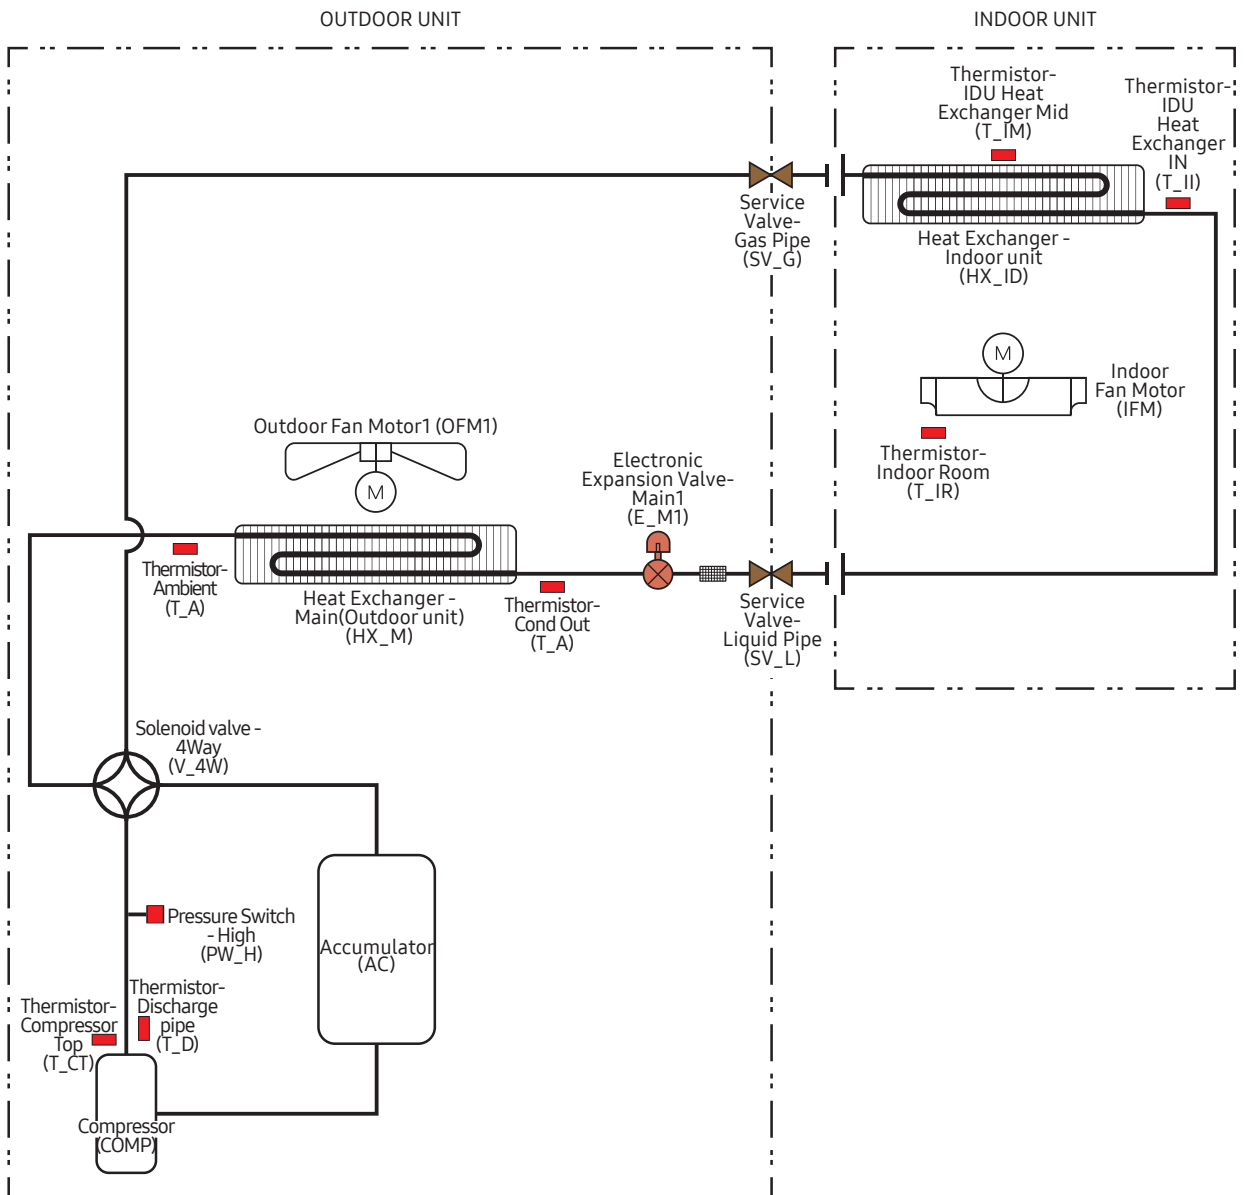 OUTDOOR UNIT
INDOOR UNIT
Thermistor-
IDU Heat
Exchanger Mid
(T_IM)
Thermistor-
IDU
Heat
Exchanger
IN
(T_II)
Service
Valve-
Gas Pipe
(SV_G)
Heat Exchanger -
Indoor unit
(HX_ID)
M
Indoor
Fan Motor
(IFM)
Thermistor-
Indoor Room
(T_IR)
Outdoor Fan Motor1 (OFM1)
M
Electronic
Expansion Valve-
Main1
(E_M1)
Thermistor-
Ambient
(T_A)
Heat Exchanger -
Main(Outdoor unit)
(HX_M)
Thermistor-
Cond Out
(T_A)
Service
Valve-
Liquid Pipe
(SV_L)
Solenoid valve -
4Way
(V_4W)
Pressure Switch
- High
(PW_H)
Accumulator
(AC)
Thermistor-
Compressor
Top
(T_CT)
Thermistor-
Discharge
pipe
(T_D)
Compressor
(COMP)